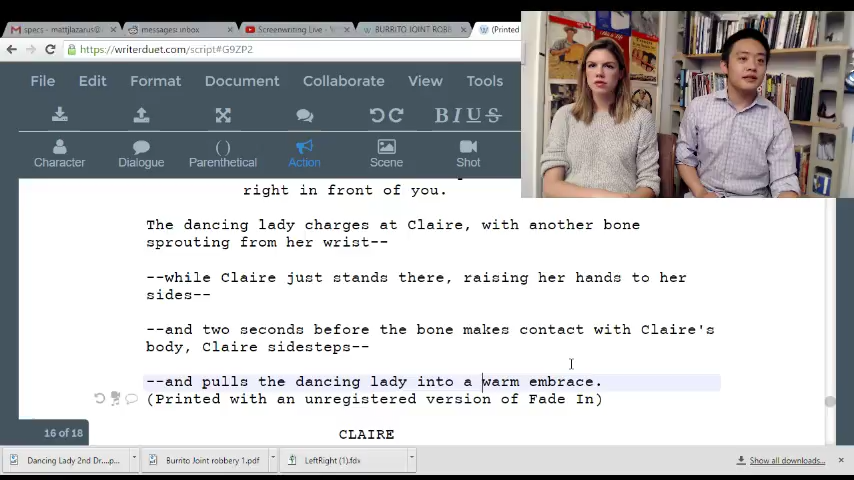 specs - mattjlazarus@
messages: inbox
Screenwriting Live - You
BURRITO JOINT ROB
(Printed
https://writerduet.com/script#G9ZP2
File Edit Format Document Collaborate View Tools
B I U S
Character Dialogue Parenthetical Action Scene Shot
right in front of you.
The dancing lady charges at Claire, with another bone
sprouting from her wrist--
--while Claire just stands there, raising her hands to her
sides--
--and two seconds before the bone makes contact with Claire's
body, Claire sidesteps--
--and pulls the dancing lady into a warm embrace.
(Printed with an unregistered version of Fade In)
16 of 18
CLAIRE
Dancing Lady 2nd Dr....p...
Burrito Joint robbery 1.pdf
LeftRight (1).fdx
Show all downloads...